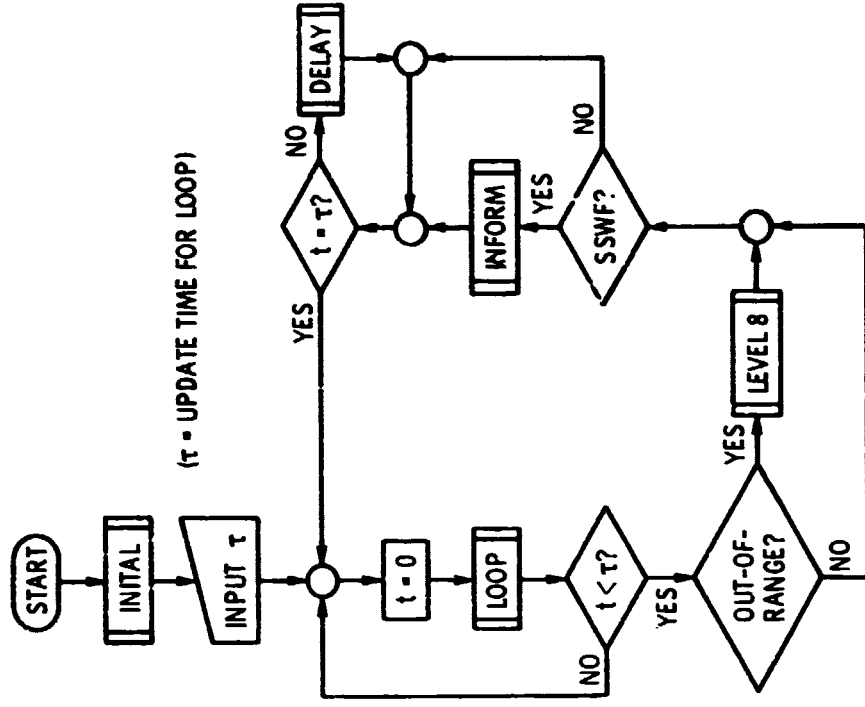 START
INITAL
INPUT τ
(τ = UPDATE TIME FOR LOOP)
t = 0
LOOP
t < τ?
NO
YES
OUT-OF-
RANGE?
YES
NO
LEVEL 8
SSWF?
YES
NO
INFORM
t = τ?
YES
NO
DELAY